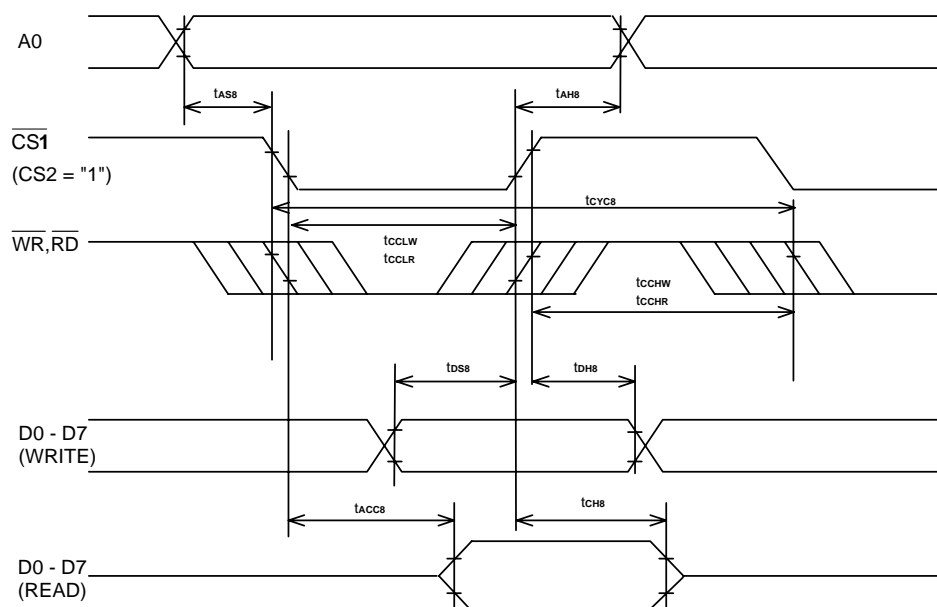 A0
tAS8
tAH8
CS1
(CS2 = "1")
tCYC8
WR,RD
tCCLW
tCCLR
tCCHW
tCCHR
tDS8
tDH8
D0 - D7
(WRITE)
tACC8
tCH8
D0 - D7
(READ)